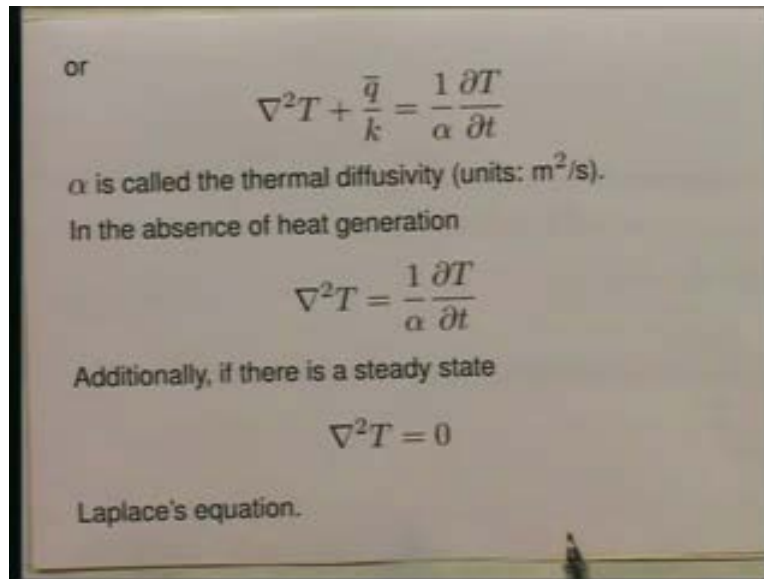 or
∇²T + q̅/k = 1/α ∂T/∂t
α is called the thermal diffusivity (units: m²/s).
In the absence of heat generation
∇²T = 1/α ∂T/∂t
Additionally, if there is a steady state
∇²T = 0
Laplace's equation.